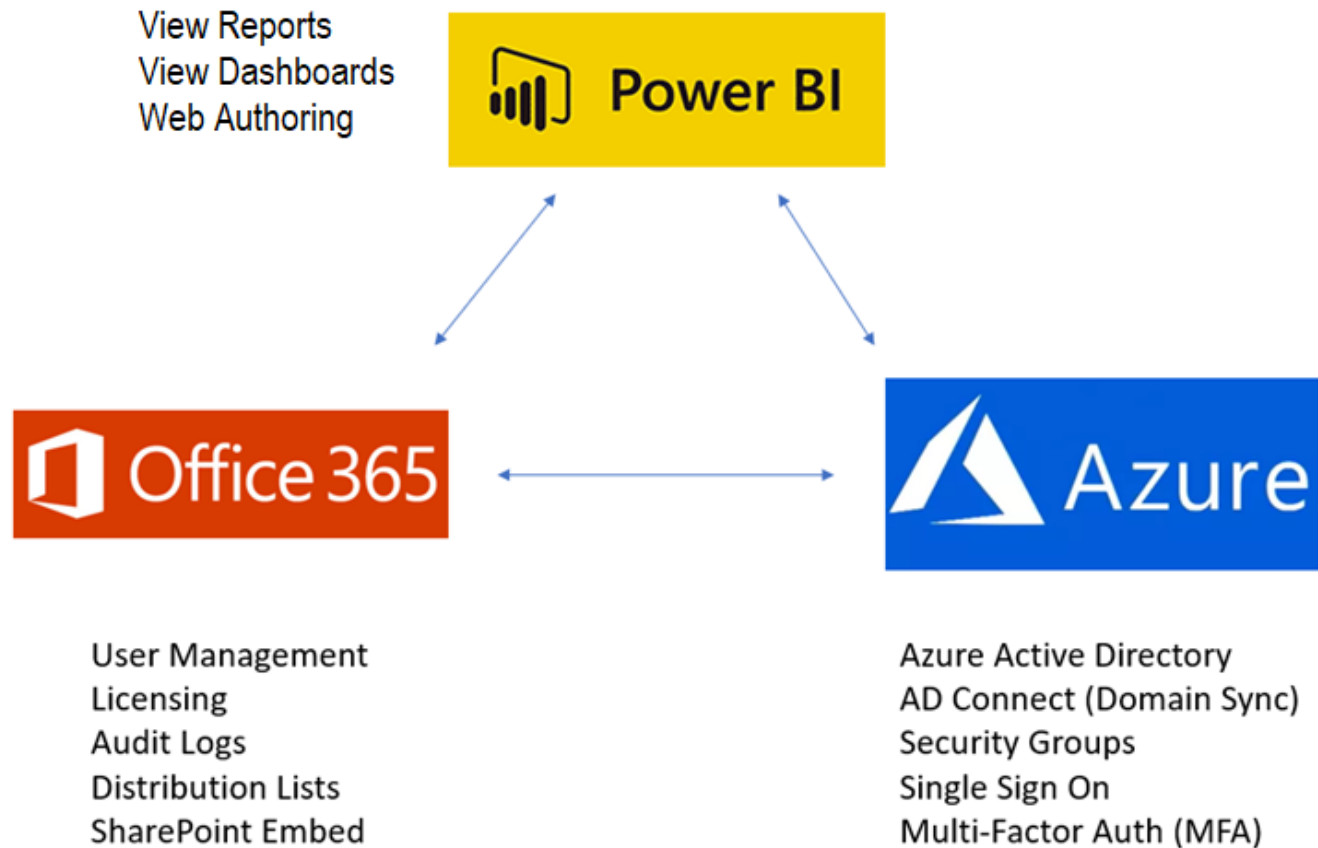 View Reports
View Dashboards
Web Authoring
Power BI
Office 365
Azure
User Management
Licensing
Audit Logs
Distribution Lists
SharePoint Embed
Azure Active Directory
AD Connect (Domain Sync)
Security Groups
Single Sign On
Multi-Factor Auth (MFA)